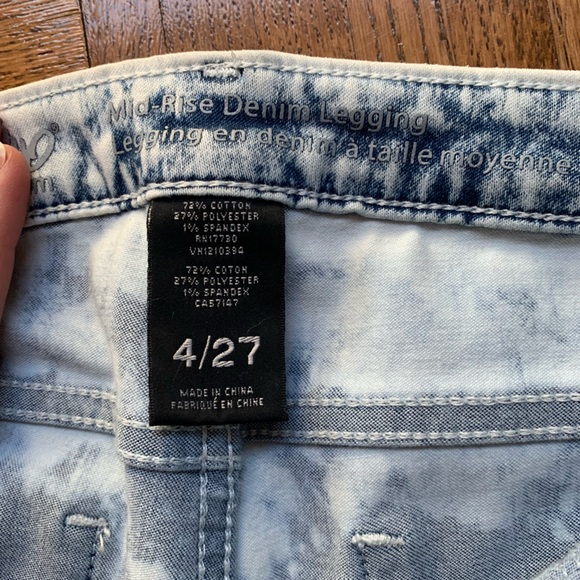 Mid-Rise Denim Legging
Legging en denim à taille moyenne
72% COTTON
27% POLYESTER
1% SPANDEX
RN17730
VM1210394
72% COTON
27% POLYESTER
1% SPANDEX
CA57147
4/27
MADE IN CHINA
FABRIQUÉ EN CHINE